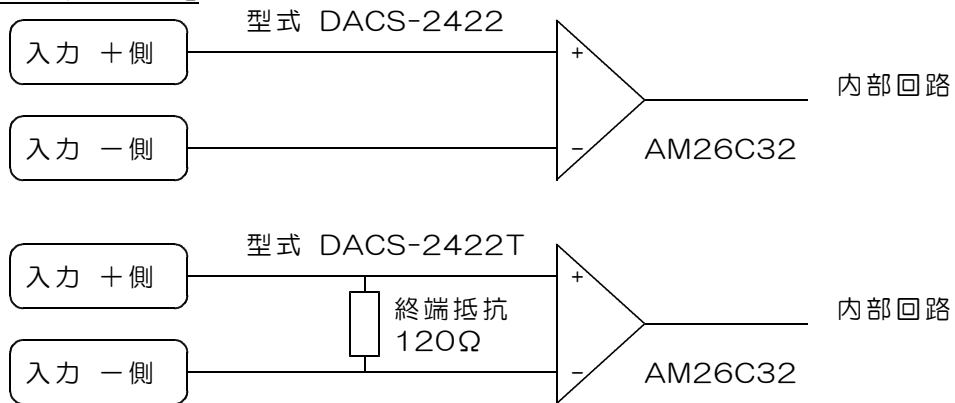 型式 DACS-2422
入力 ＋側
+
内部回路
入力 －側
−
AM26C32
型式 DACS-2422T
入力 ＋側
+
終端抵抗
120Ω
内部回路
入力 －側
−
AM26C32